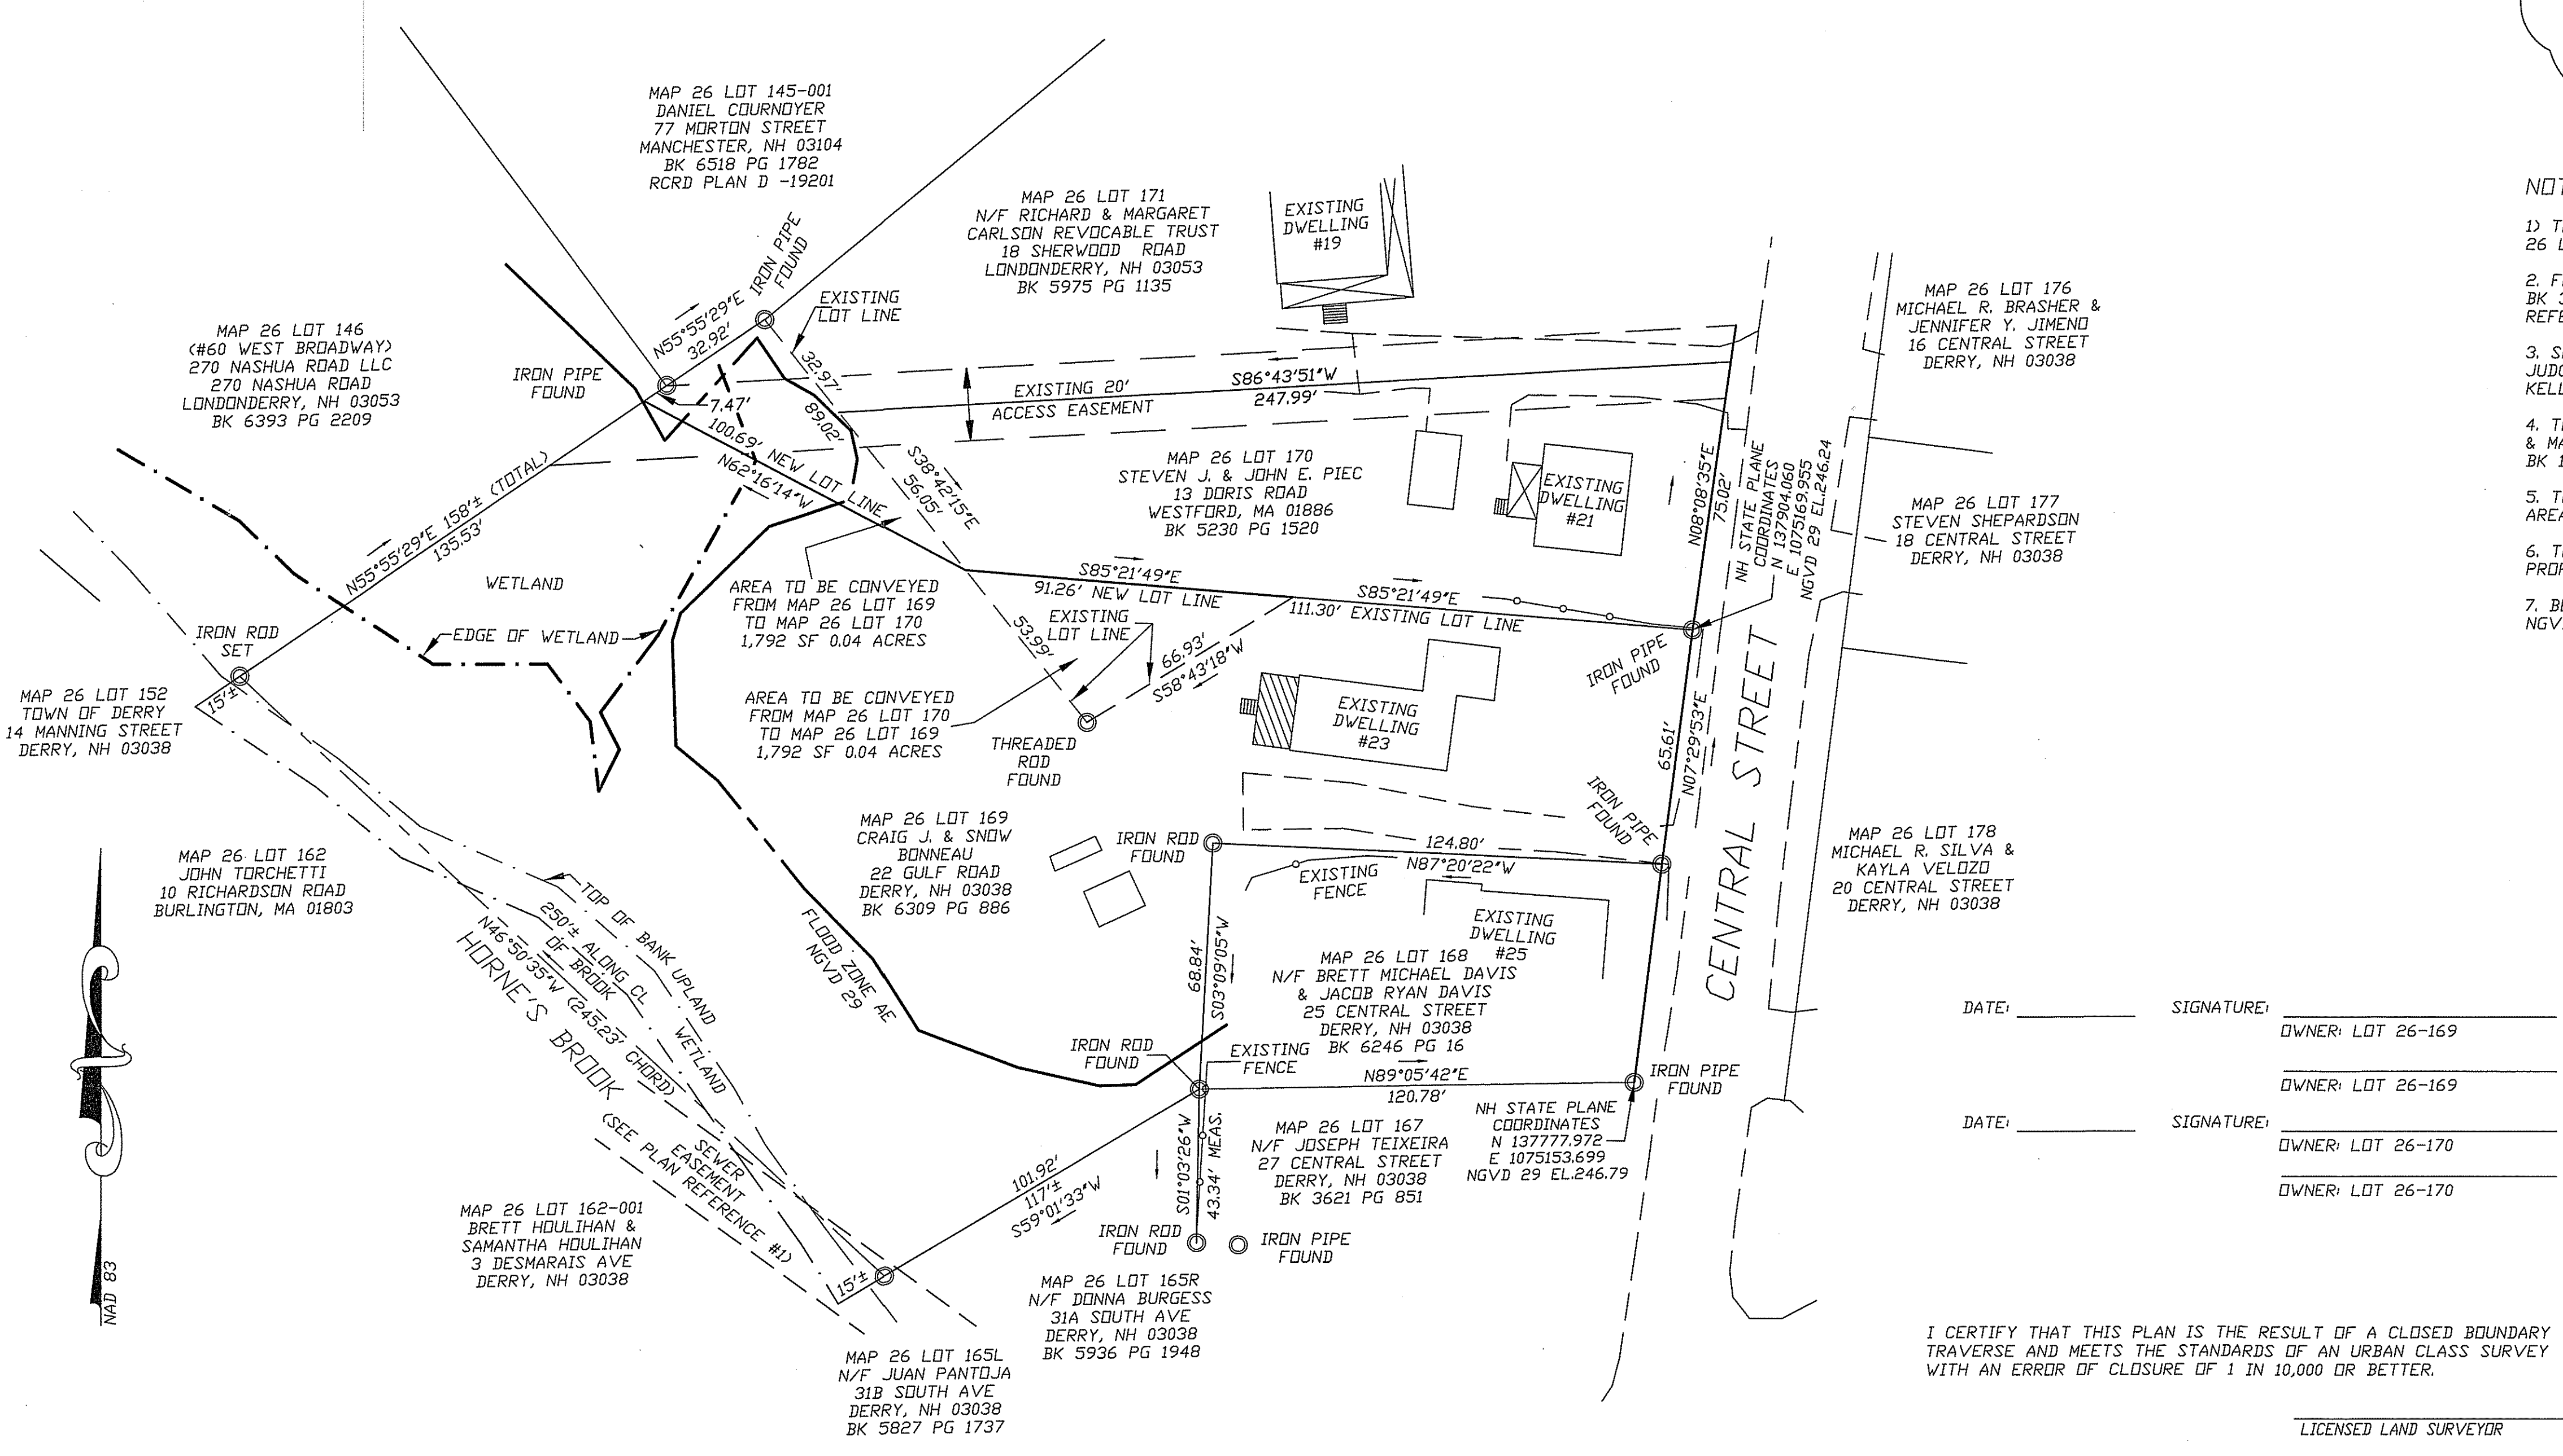 MAP 26 LOT 145-001
DANIEL COURNOYER
77 MORTON STREET
MANCHESTER, NH 03104
BK 6518 PG 1782
RCRD PLAN D -19201
MAP 26 LOT 171
N/F RICHARD & MARGARET
CARLSON REVOCABLE TRUST
18 SHERWOOD ROAD
LONDONDERRY, NH 03053
BK 5975 PG 1135
EXISTING
DWELLING
#19
IRON PIPE
FOUND
N55°55'29"E
32.92'
EXISTING
LOT LINE
MAP 26 LOT 146
(#60 WEST BROADWAY)
270 NASHUA ROAD LLC
270 NASHUA ROAD
LONDONDERRY, NH 03053
BK 6393 PG 2209
IRON PIPE
FOUND
7.47'
32.97'
89.02'
EXISTING 20'
ACCESS EASEMENT
S86°43'51"W
247.99'
MAP 26 LOT 176
MICHAEL R. BRASHER &
JENNIFER Y. JIMENO
16 CENTRAL STREET
DERRY, NH 03038
100.69' NEW LOT LINE
N62°16'14"W
S38°42'15"E
56.05'
MAP 26 LOT 170
STEVEN J. & JOHN E. PIEC
13 DORIS ROAD
WESTFORD, MA 01886
BK 5230 PG 1520
EXISTING
DWELLING
#21
N08°08'35"E
75.02'
NH STATE PLANE
COORDINATES
N 137904.060
E 1075169.955
NGVD 29 EL.246.24
MAP 26 LOT 177
STEVEN SHEPARDSON
18 CENTRAL STREET
DERRY, NH 03038
N55°55'29"E 158'± (TOTAL)
135.53'
WETLAND
EDGE OF WETLAND
AREA TO BE CONVEYED
FROM MAP 26 LOT 169
TO MAP 26 LOT 170
1,792 SF 0.04 ACRES
S85°21'49"E
91.26' NEW LOT LINE
S85°21'49"E
111.30' EXISTING LOT LINE
EXISTING
LOT LINE
53.99'
66.93'
S58°43'18"W
IRON PIPE
FOUND
IRON ROD
SET
15'±
MAP 26 LOT 152
TOWN OF DERRY
14 MANNING STREET
DERRY, NH 03038
AREA TO BE CONVEYED
FROM MAP 26 LOT 170
TO MAP 26 LOT 169
1,792 SF 0.04 ACRES
THREADED
ROD
FOUND
EXISTING
DWELLING
#23
65.61'
N07°29'53"E
CENTRAL STREET
IRON PIPE
FOUND
MAP 26 LOT 162
JOHN TORCHETTI
10 RICHARDSON ROAD
BURLINGTON, MA 01803
MAP 26 LOT 169
CRAIG J. & SNOW
BONNEAU
22 GULF ROAD
DERRY, NH 03038
BK 6309 PG 886
IRON ROD
FOUND
124.80'
N87°20'22"W
EXISTING
FENCE
EXISTING
DWELLING
#25
MAP 26 LOT 178
MICHAEL R. SILVA &
KAYLA VELOZO
20 CENTRAL STREET
DERRY, NH 03038
TOP OF BANK UPLAND
WETLAND
250'± ALONG CL
OF BROOK
N46°50'35"W (245.23' CHORD)
HORNE'S BROOK
FLOOD ZONE AE
NGVD 29
68.84'
S03°09'05"W
MAP 26 LOT 168
N/F BRETT MICHAEL DAVIS
& JACOB RYAN DAVIS
25 CENTRAL STREET
DERRY, NH 03038
BK 6246 PG 16
IRON ROD
FOUND
EXISTING
FENCE
N89°05'42"E
120.78'
IRON PIPE
FOUND
NH STATE PLANE
COORDINATES
N 137777.972
E 1075153.699
NGVD 29 EL.246.79
SEWER
EASEMENT
(SEE PLAN REFERENCE #1)
101.92'
117'±
S59°01'33"W
S01°03'26"W
43.34' MEAS.
MAP 26 LOT 167
N/F JOSEPH TEIXEIRA
27 CENTRAL STREET
DERRY, NH 03038
BK 3621 PG 851
MAP 26 LOT 162-001
BRETT HOULIHAN &
SAMANTHA HOULIHAN
3 DESMARAIS AVE
DERRY, NH 03038
IRON ROD
FOUND
IRON PIPE
FOUND
15'±
MAP 26 LOT 165R
N/F DONNA BURGESS
31A SOUTH AVE
DERRY, NH 03038
BK 5936 PG 1948
MAP 26 LOT 165L
N/F JUAN PANTOJA
31B SOUTH AVE
DERRY, NH 03038
BK 5827 PG 1737
NAD 83
1)
26
2.
BK
3.
4.
&
BK
5.
6.
7.
DATE: SIGNATURE:
OWNER: LOT 26-169
OWNER: LOT 26-169
DATE: SIGNATURE:
OWNER: LOT 26-170
OWNER: LOT 26-170
I CERTIFY THAT THIS PLAN IS THE RESULT OF A CLOSED BOUNDARY
TRAVERSE AND MEETS THE STANDARDS OF AN URBAN CLASS SURVEY
WITH AN ERROR OF CLOSURE OF 1 IN 10,000 OR BETTER.
LICENSED LAND SURVEYOR